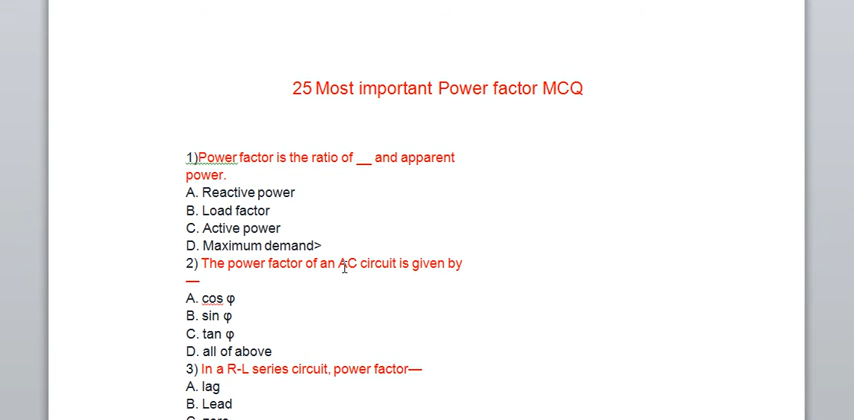 25 Most important Power factor MCQ
1)Power factor is the ratio of __ and apparent
power.
A. Reactive power
B. Load factor
C. Active power
D. Maximum demand>
2) The power factor of an AC circuit is given by
—
A. cos φ
B. sin φ
C. tan φ
D. all of above
3) In a R-L series circuit, power factor—
A. lag
B. Lead